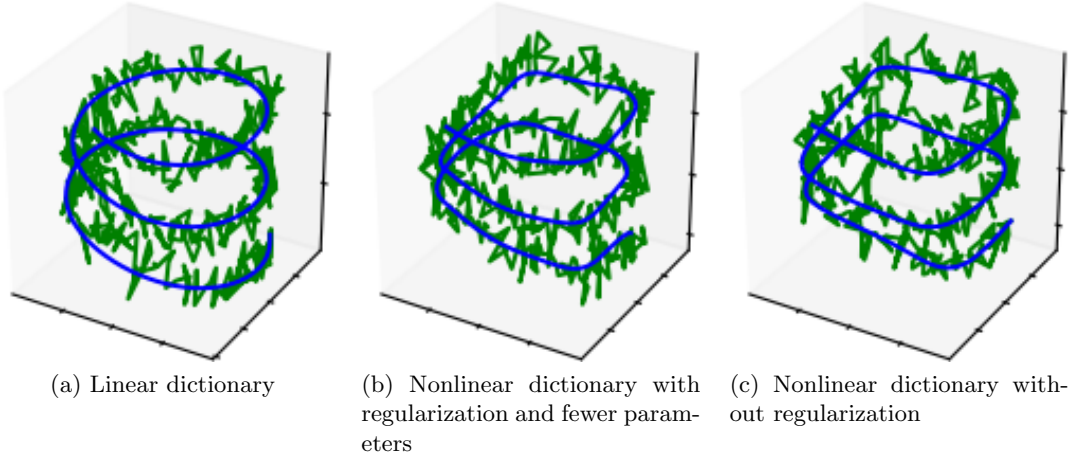 (a) Linear dictionary
(b) Nonlinear dictionary with
regularization and fewer param-
eters
(c) Nonlinear dictionary with-
out regularization